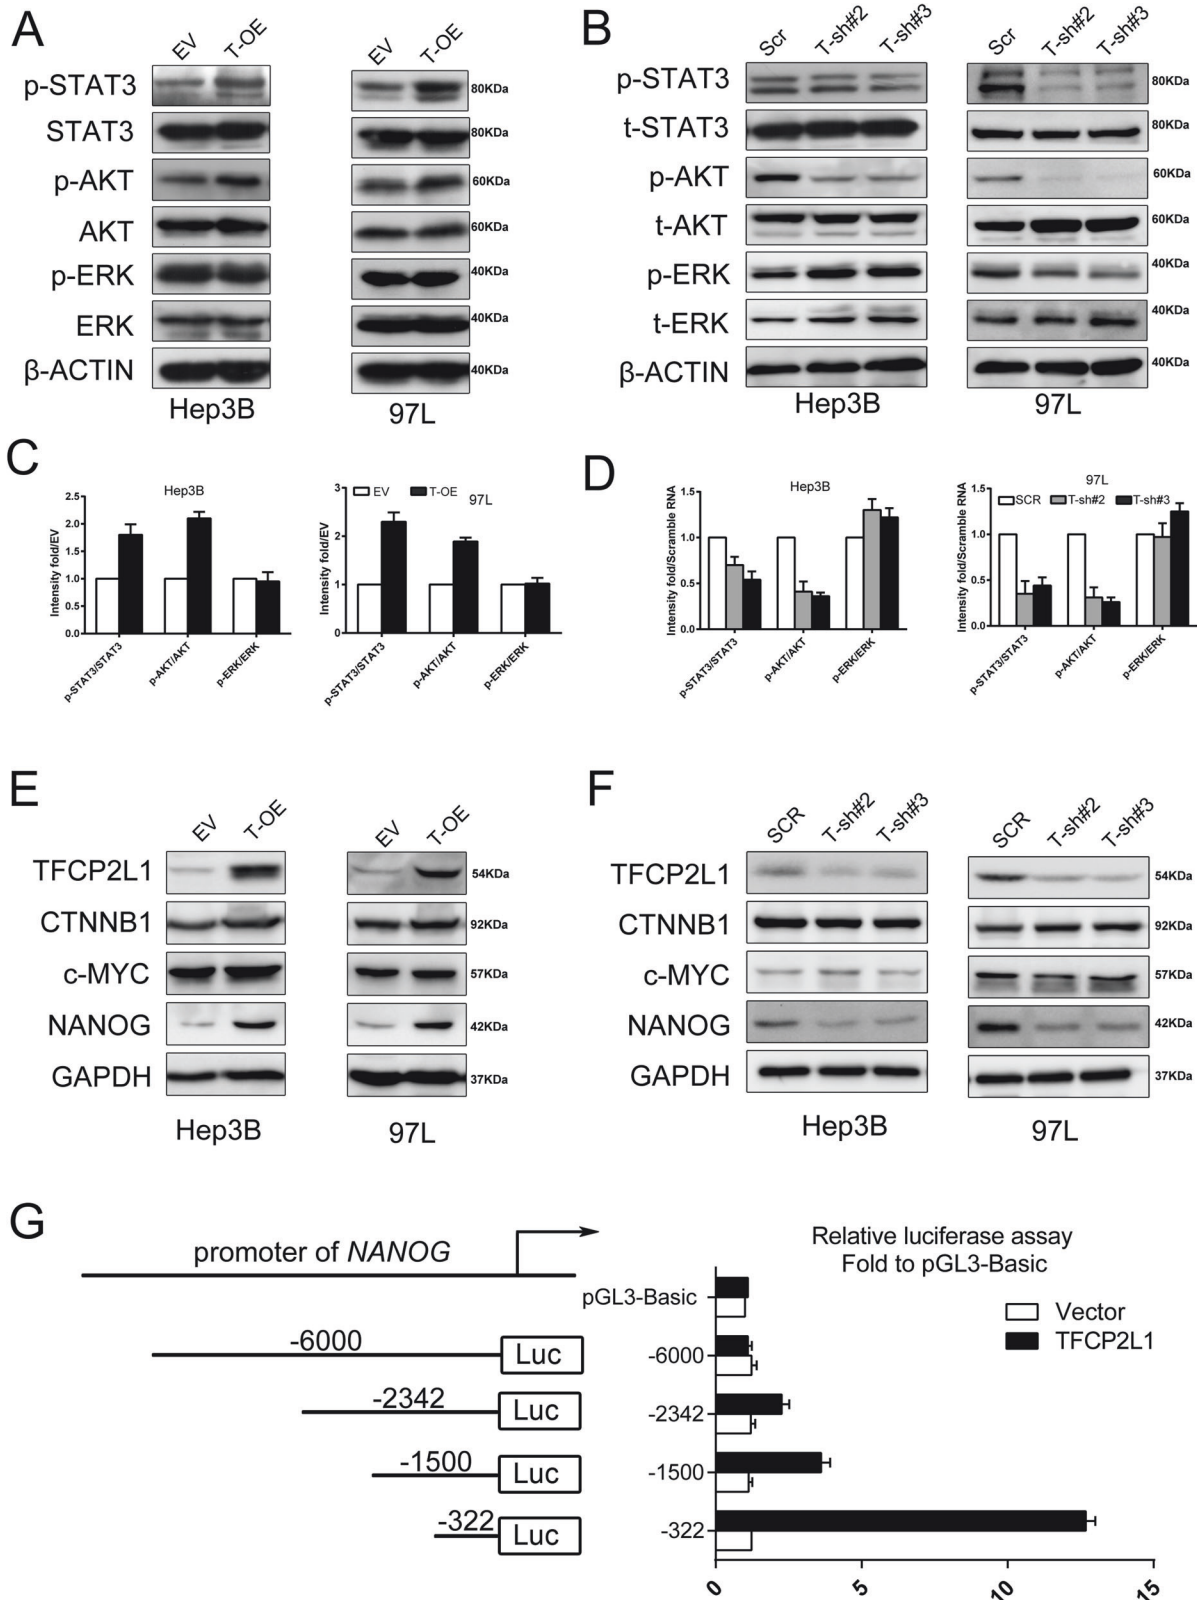 A
EV T-OE
EV T-OE
p-STAT3 80KDa
STAT3 80KDa
p-AKT 60KDa
AKT 60KDa
p-ERK 40KDa
ERK 40KDa
β-ACTIN 40KDa
Hep3B 97L
B
Scr T-sh#2 T-sh#3
Scr T-sh#2 T-sh#3
p-STAT3 80KDa
t-STAT3 80KDa
p-AKT 60KDa
t-AKT 60KDa
p-ERK 40KDa
t-ERK 40KDa
β-ACTIN 40KDa
Hep3B 97L
C
Hep3B
Intensity fold/EV
2.5
2.0
1.5
1.0
0.5
0.0
p-STAT3/STAT3 p-AKT/AKT p-ERK/ERK
EV T-OE 97L
Intensity fold/EV
3
2
1
0
p-STAT3/STAT3 p-AKT/AKT p-ERK/ERK
D
Hep3B
Intensity fold/Scramble RNA
1.5
1.0
0.5
0.0
p-STAT3/STAT3 p-AKT/AKT p-ERK/ERK
97L
SCR T-sh#2 T-sh#3
Intensity fold/Scramble RNA
1.5
1.0
0.5
0.0
p-STAT3/STAT3 p-AKT/AKT p-ERK/ERK
E
EV T-OE
EV T-OE
TFCP2L1 54KDa
CTNNB1 92KDa
c-MYC 57KDa
NANOG 42KDa
GAPDH 37KDa
Hep3B 97L
F
SCR T-sh#2 T-sh#3
SCR T-sh#2 T-sh#3
TFCP2L1 54KDa
CTNNB1 92KDa
c-MYC 57KDa
NANOG 42KDa
GAPDH 37KDa
Hep3B 97L
G
promoter of NANOG
-6000 Luc
-2342 Luc
-1500 Luc
-322 Luc
Relative luciferase assay
Fold to pGL3-Basic
Vector
TFCP2L1
pGL3-Basic
-6000
-2342
-1500
-322
0 5 10 15